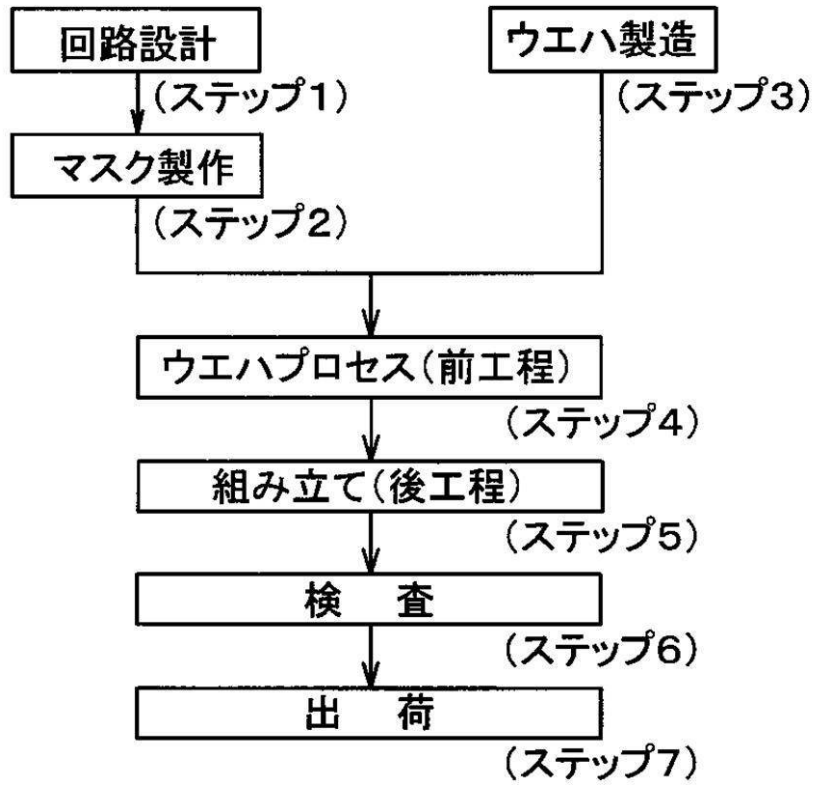 回路設計
(ステップ1)
マスク製作
(ステップ2)
ウエハ製造
(ステップ3)
ウエハプロセス(前工程)
(ステップ4)
組み立て(後工程)
(ステップ5)
検 査
(ステップ6)
出 荷
(ステップ7)